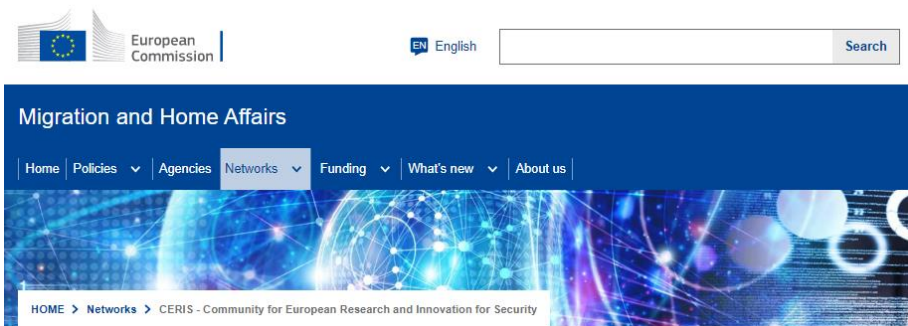 European
Commission
EN English
Search
Migration and Home Affairs
Home Policies Agencies Networks Funding What's new About us
HOME > Networks > CERIS - Community for European Research and Innovation for Security